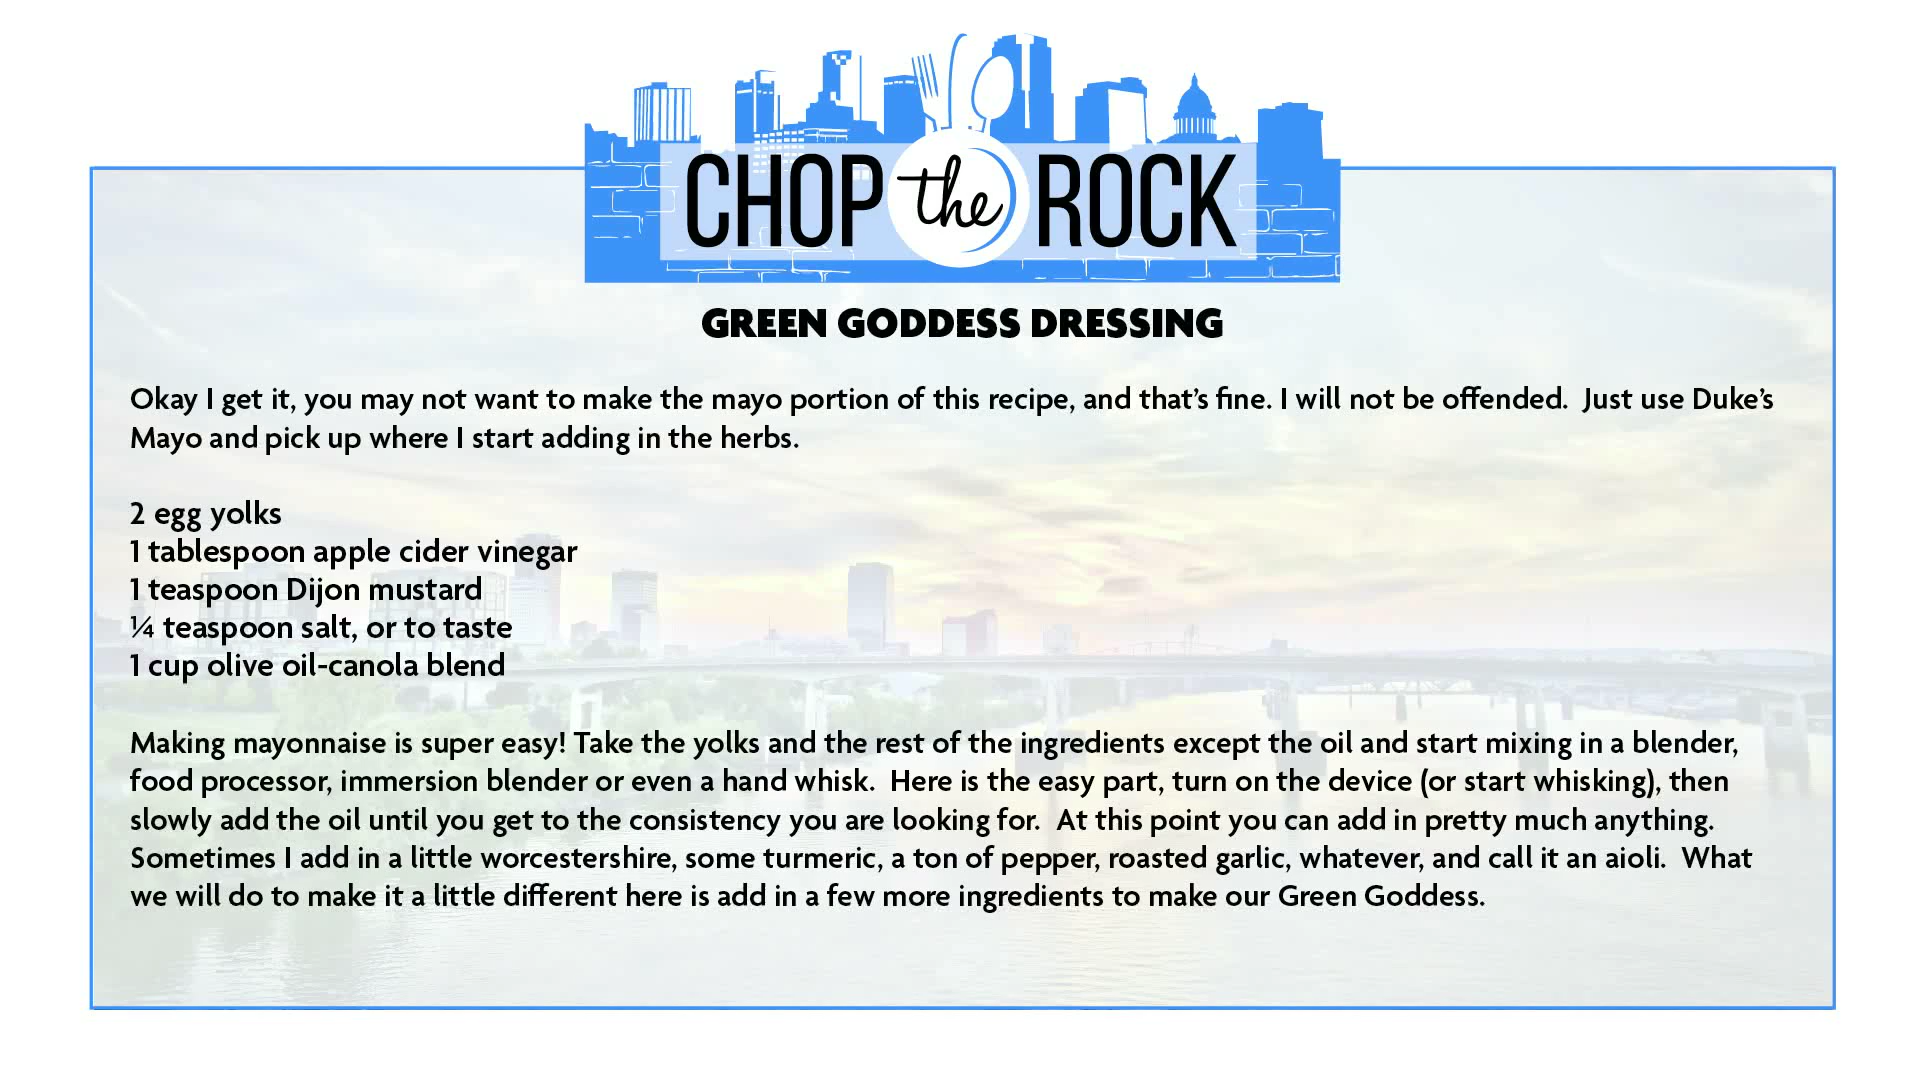 CHOP the ROCK
GREEN GODDESS DRESSING
Okay I get it, you may not want to make the mayo portion of this recipe, and that’s fine. I will not be offended.  Just use Duke’s
Mayo and pick up where I start adding in the herbs.
2 egg yolks
1 tablespoon apple cider vinegar
1 teaspoon Dijon mustard
¼ teaspoon salt, or to taste
1 cup olive oil-canola blend
Making mayonnaise is super easy! Take the yolks and the rest of the ingredients except the oil and start mixing in a blender,
food processor, immersion blender or even a hand whisk.  Here is the easy part, turn on the device (or start whisking), then
slowly add the oil until you get to the consistency you are looking for.  At this point you can add in pretty much anything.
Sometimes I add in a little worcestershire, some turmeric, a ton of pepper, roasted garlic, whatever, and call it an aioli.  What
we will do to make it a little different here is add in a few more ingredients to make our Green Goddess.